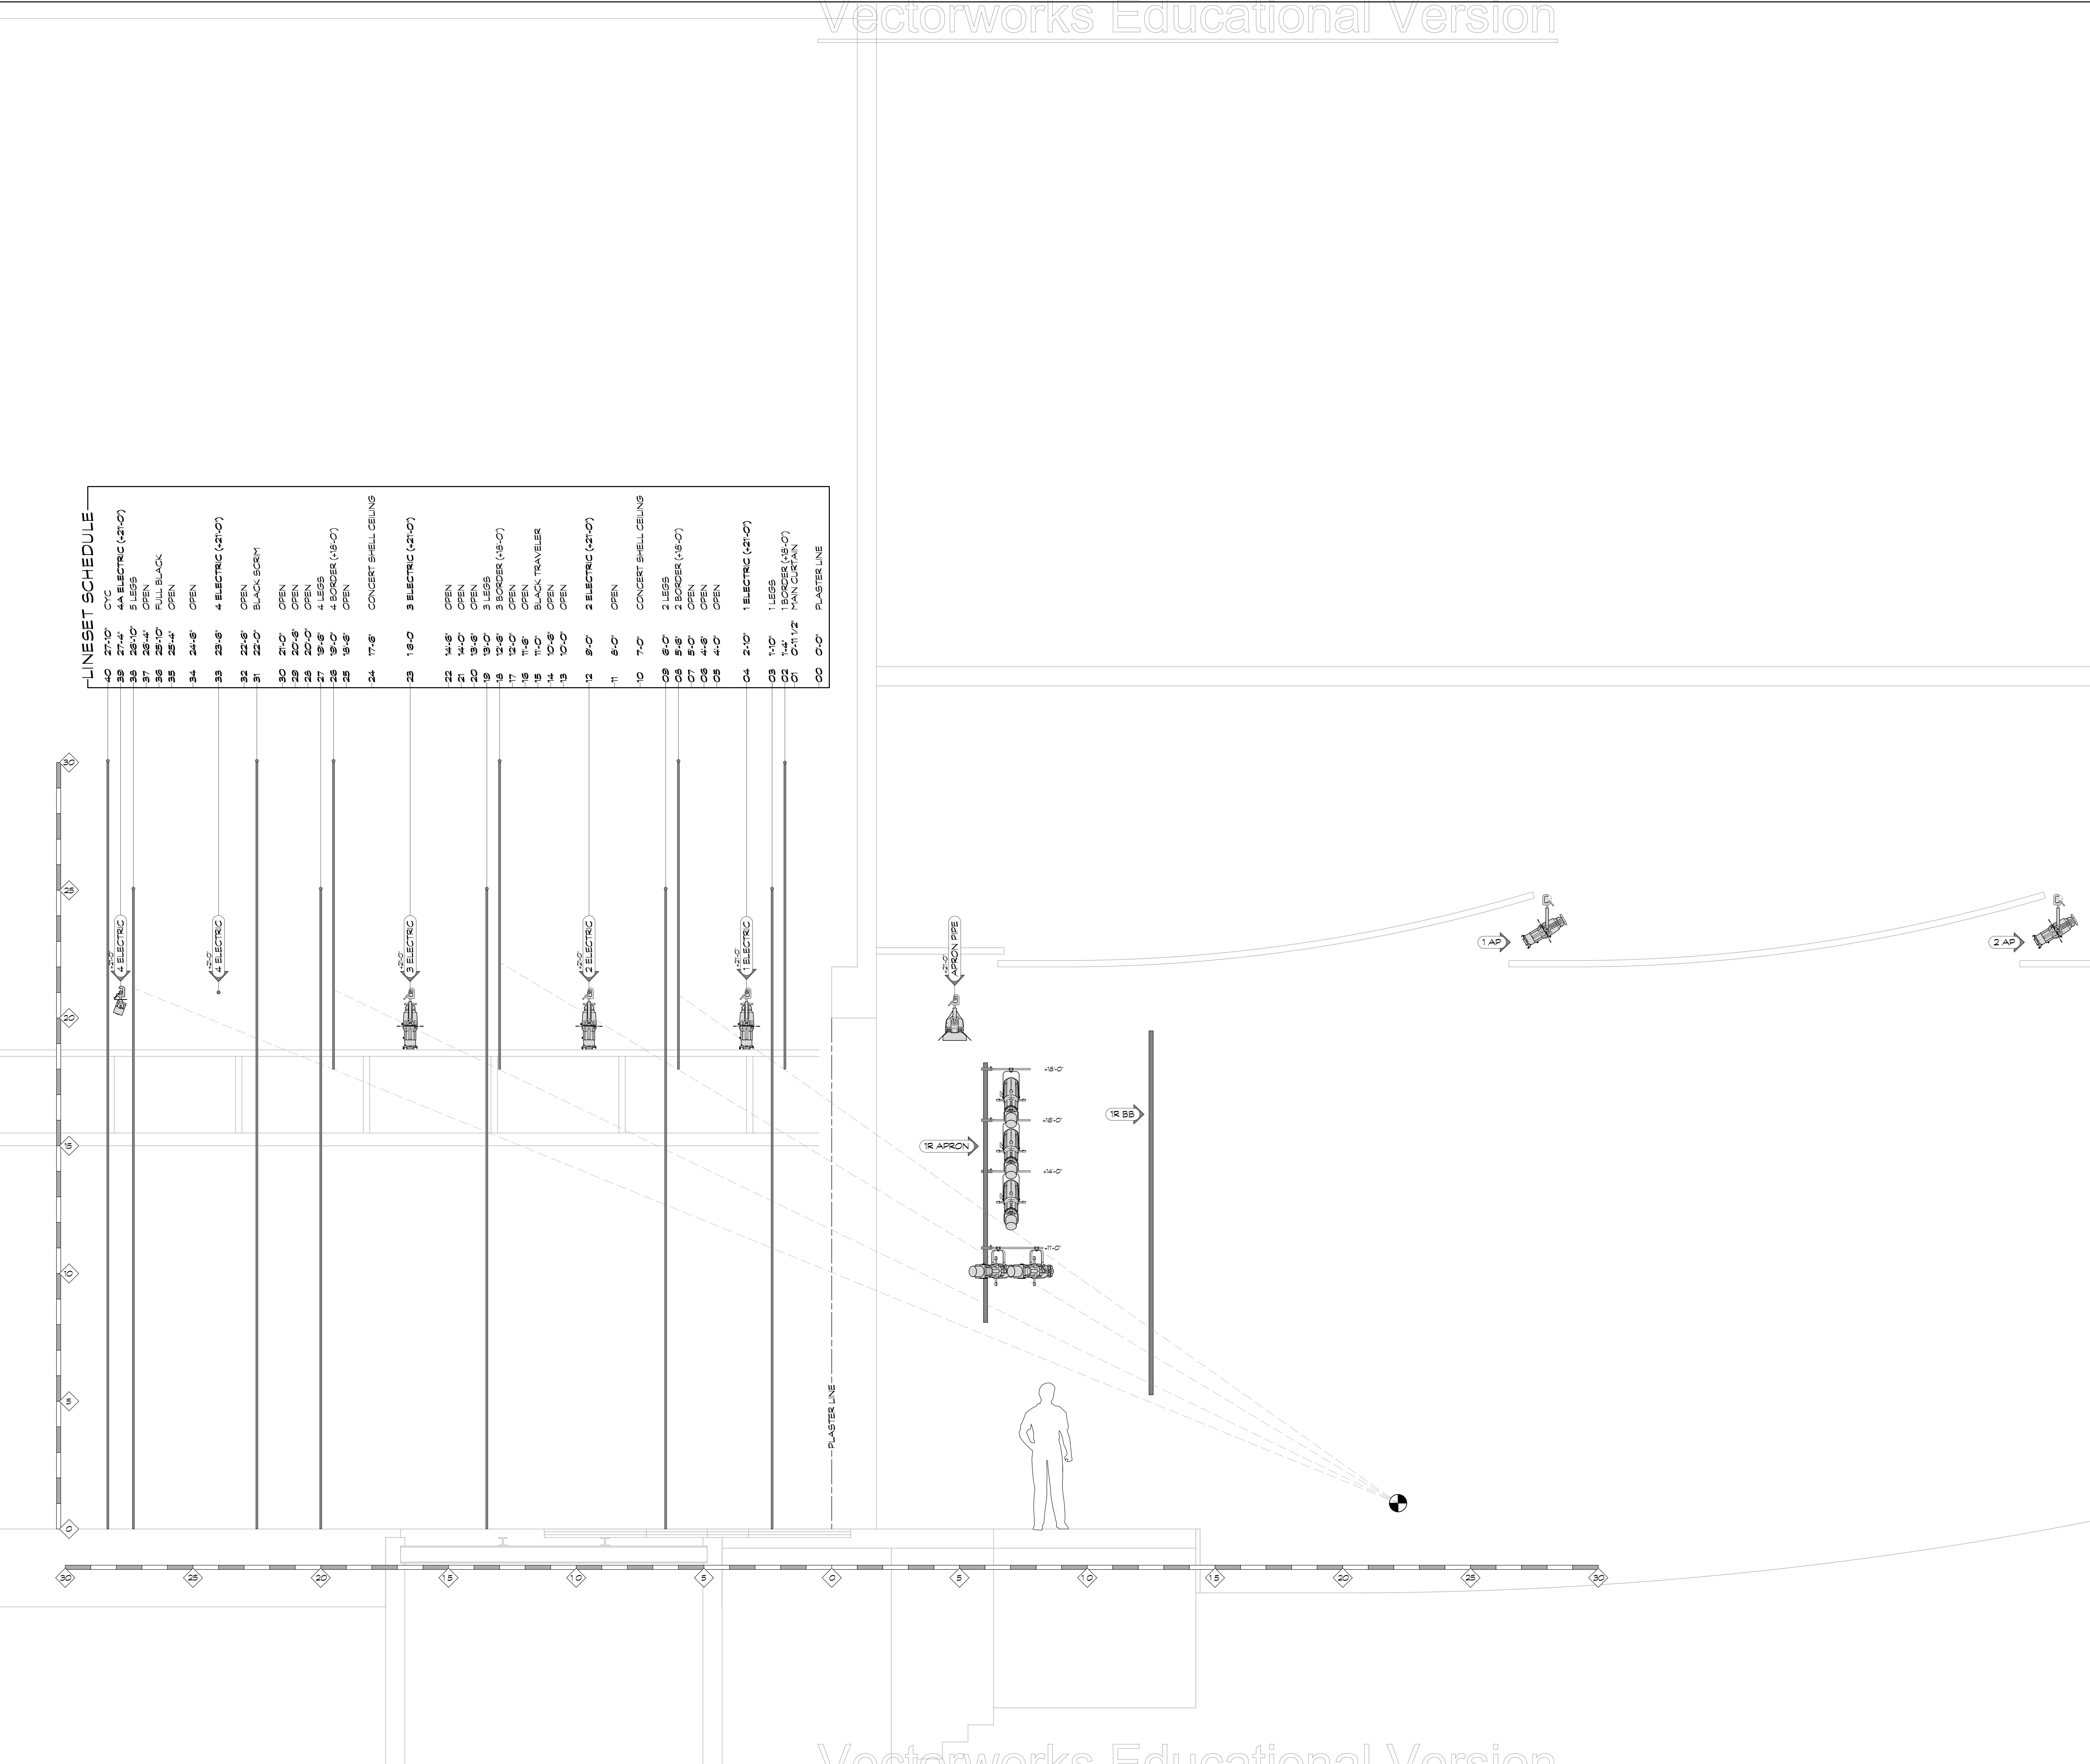 Vectorworks Educational Version
LINESET SCHEDULE
40 27'-10" CYC
39 27'-4" 4A ELECTRIC (+21'-0")
38 26'-10" 5 LEGS
37 26'-4" OPEN
36 25'-10" FULL BLACK
35 25'-4" OPEN
34 24'-6" OPEN
33 23'-6" 4 ELECTRIC (+21'-0")
32 22'-6" OPEN
31 22'-0" BLACK SCRIM
30 21'-0" OPEN
29 20'-6" OPEN
28 20'-0" OPEN
27 19'-6" 4 LEGS
26 19'-0" 4 BORDER (+18'-0")
25 18'-6" OPEN
24 17'-6" CONCERT SHELL CEILING
23 16'-0 3 ELECTRIC (+21'-0")
22 14'-6" OPEN
21 14'-0" OPEN
20 13'-6" OPEN
19 13'-0" 3 LEGS
18 12'-6" 3 BORDER (+18'-0")
17 12'-0" OPEN
16 11'-6" OPEN
15 11'-0" BLACK TRAVELER
14 10'-6" OPEN
13 10'-0" OPEN
12 9'-0" 2 ELECTRIC (+21'-0")
11 8'-0" OPEN
10 7'-0" CONCERT SHELL CEILING
09 6'-0" 2 LEGS
08 5'-6" 2 BORDER (+18'-0")
07 5'-0" OPEN
06 4'-6" OPEN
05 4'-0" OPEN
04 2'-10" 1 ELECTRIC (+21'-0")
03 1'-10" 1 LEGS
02 1'-4" 1 BORDER (+18'-0")
01 0'-11 1/2" MAIN CURTAIN
00 0'-0" PLASTER LINE
30
25
20
15
10
5
0
+21'-0"
4 ELECTRIC
+21'-0"
4 ELECTRIC
+21'-0"
3 ELECTRIC
+21'-0"
2 ELECTRIC
+21'-0"
1 ELECTRIC
+21'-0"
APRON PIPE
1 AP
2 AP
+18'-0"
+16'-0"
+14'-0"
+11'-0"
1R APRON
1R BB
PLASTER LINE
30 25 20 15 10 5 0 5 10 15 20 25 30
Vectorworks Educational Version